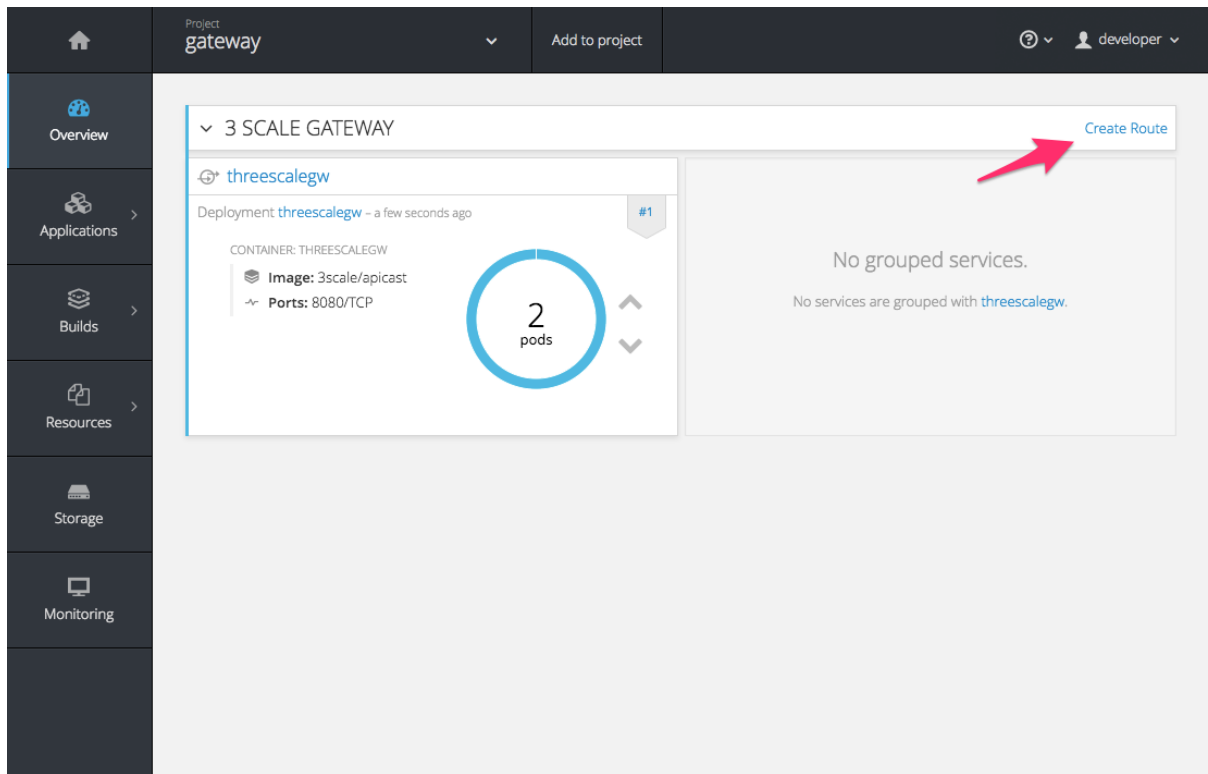 Project
gateway
Add to project
developer
Overview
Applications
Builds
Resources
Storage
Monitoring
3 SCALE GATEWAY
Create Route
threescalegw
Deployment threescalegw – a few seconds ago
#1
CONTAINER: THREESCALEGW
Image: 3scale/apicast
Ports: 8080/TCP
2
pods
No grouped services.
No services are grouped with threescalegw.